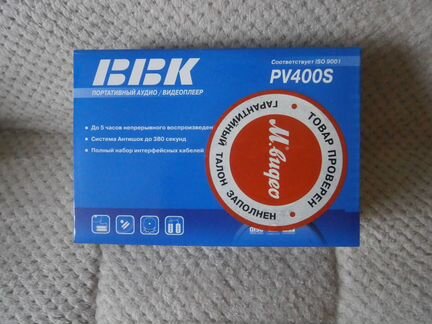 BBK
Соответствует ISO 9001
PV400S
ПОРТАТИВНЫЙ АУДИО / ВИДЕОПЛЕЕР
До 5 часов непрерывного воспроизведен
Система Антишок до 380 секунд
Полный набор интерфейсных кабелей
ТОВАР ПРОВЕРЕН
М.видео
ГАРАНТИЙНЫЙ ТАЛОН ЗАПОЛНЕН